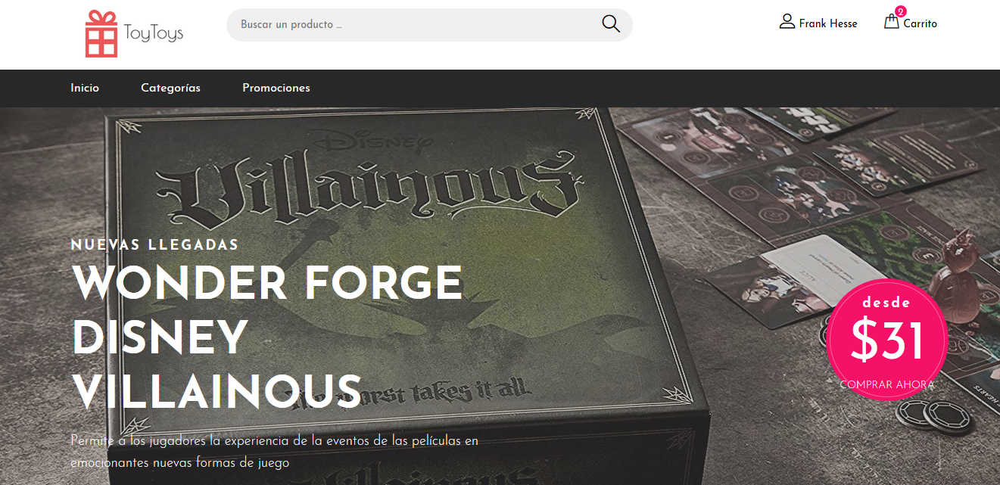 ToyToys
Buscar un producto ...
Frank Hesse
2
Carrito
Inicio
Categorías
Promociones
Disney
Villainous
NUEVAS LLEGADAS
WONDER FORGE
DISNEY
VILLAINOUS
desde
$31
COMPRAR AHORA
The worst takes it all
Permite a los jugadores la experiencia de la eventos de las películas en
emocionantes nuevas formas de juego
Villainous